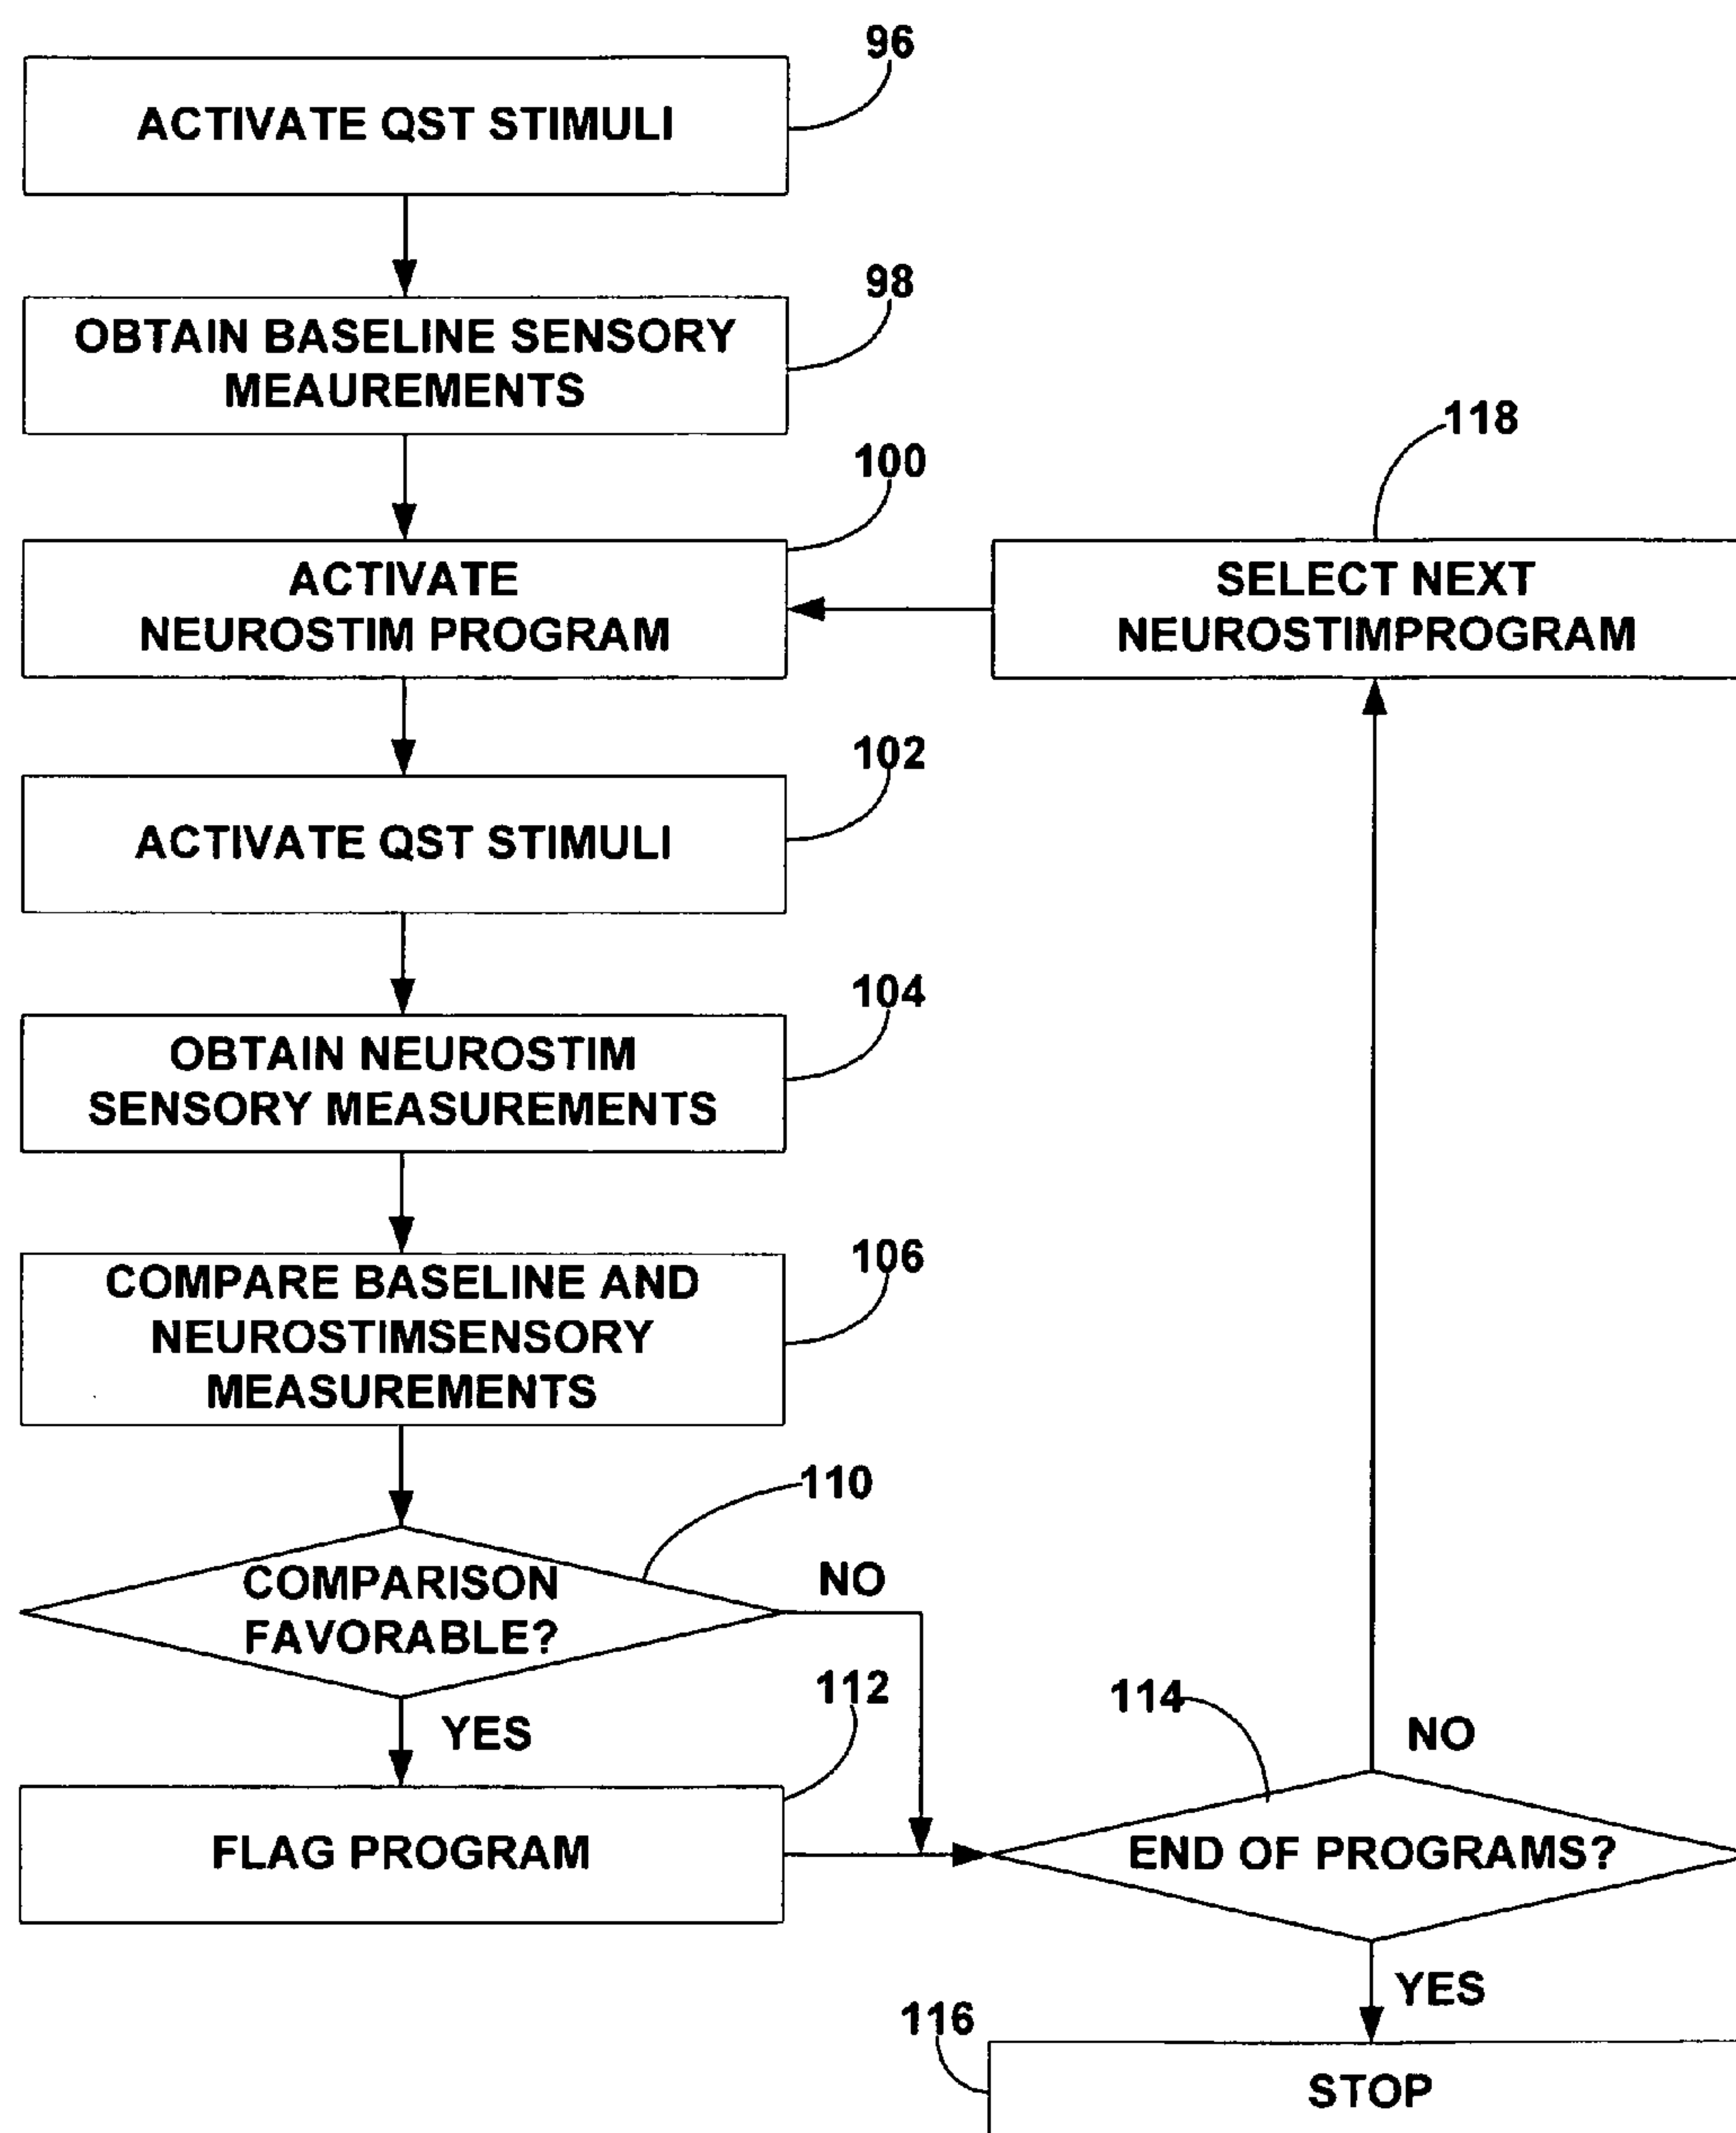 96
ACTIVATE QST STIMULI
98
OBTAIN BASELINE SENSORY
MEAUREMENTS
118
100
ACTIVATE
NEUROSTIM PROGRAM
SELECT NEXT
NEUROSTIMPROGRAM
102
ACTIVATE QST STIMULI
104
OBTAIN NEUROSTIM
SENSORY MEASUREMENTS
106
COMPARE BASELINE AND
NEUROSTIMSENSORY
MEASUREMENTS
110
COMPARISON
FAVORABLE?
NO
YES
112
FLAG PROGRAM
114
NO
END OF PROGRAMS?
YES
116
STOP